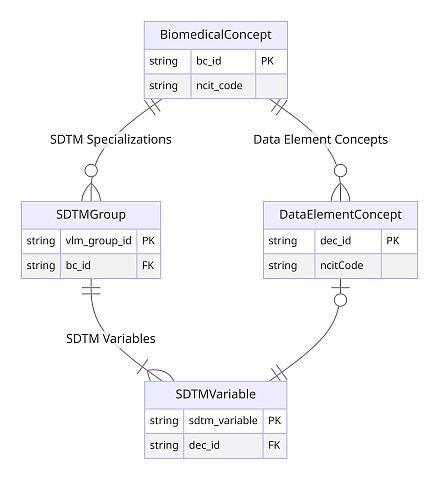 BiomedicalConcept
string bc_id PK
string ncit_code
SDTM Specializations
Data Element Concepts
SDTMGroup
string vlm_group_id PK
string bc_id FK
DataElementConcept
string dec_id PK
string ncitCode
SDTM Variables
SDTMVariable
string sdtm_variable PK
string dec_id FK